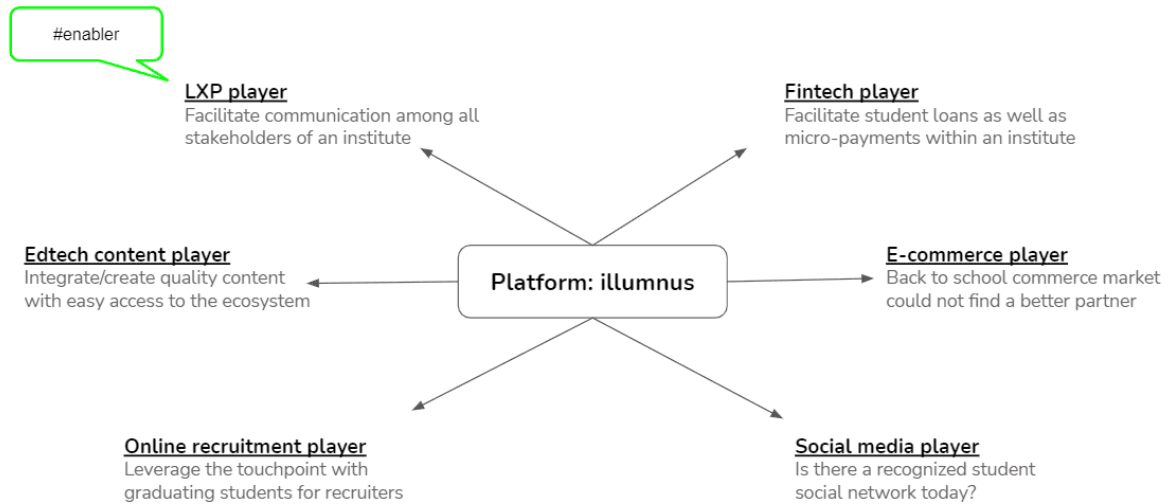 #enabler
LXP player
Facilitate communication among all
stakeholders of an institute
Fintech player
Facilitate student loans as well as
micro-payments within an institute
Edtech content player
Integrate/create quality content
with easy access to the ecosystem
Platform: illumnus
E-commerce player
Back to school commerce market
could not find a better partner
Online recruitment player
Leverage the touchpoint with
graduating students for recruiters
Social media player
Is there a recognized student
social network today?